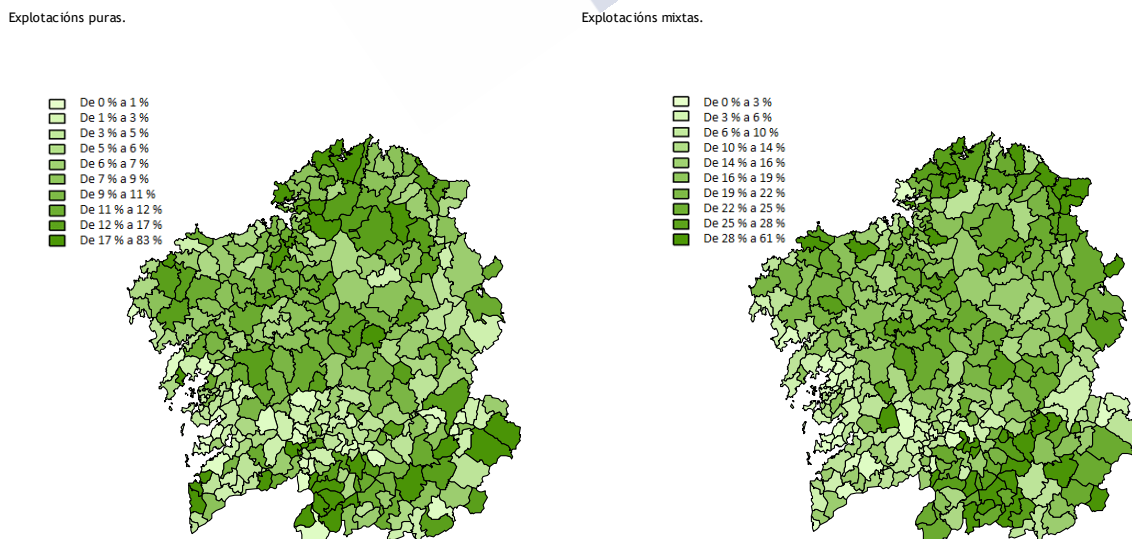 Explotacións puras.
De 0 % a 1 %
De 1 % a 3 %
De 3 % a 5 %
De 5 % a 6 %
De 6 % a 7 %
De 7 % a 9 %
De 9 % a 11 %
De 11 % a 12 %
De 12 % a 17 %
De 17 % a 83 %
Explotacións mixtas.
De 0 % a 3 %
De 3 % a 6 %
De 6 % a 10 %
De 10 % a 14 %
De 14 % a 16 %
De 16 % a 19 %
De 19 % a 22 %
De 22 % a 25 %
De 25 % a 28 %
De 28 % a 61 %